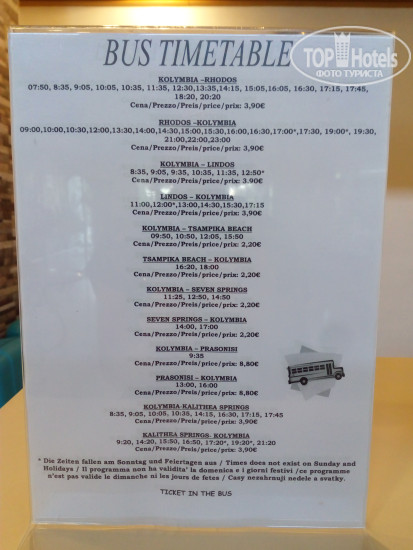 BUS TIMETABLE
TOP Hotels
ФОТО ТУРИСТА
KOLYMBIA –RHODOS
07:50, 8:35, 9:05, 10:05, 10:35, 11:35, 12:30,13:35,14:15, 15:05,16:05, 16:30, 17:15, 17:45,
18:20, 20:20
Cena/Prezzo/Preis/price/prix: 3,90€
RHODOS –KOLYMBIA
09:00,10:00,10:30,12:00,13:30,14:00,14:30,15:00,15:30,16:00,16:30,17:00*,17:30, 19:00*, 19:30,
21:00,22:00,23:00
Cena/Prezzo/Preis/price/prix: 3,90€
KOLYMBIA – LINDOS
8:35, 9:05, 9:35, 10:35, 11:35, 12:50*
Cena/Prezzo/Preis/price/prix: 3.90€
LINDOS – KOLYMBIA
11:00,12:00*,13:00,14:30,15:30,17:15
Cena/Prezzo/Preis/price/prix: 3,90€
KOLYMBIA – TSAMPIKA BEACH
09:50, 10:50, 12:05, 15:50
Cena/Prezzo/Preis/price/prix: 2,20€
TSAMPIKA BEACH – KOLYMBIA
16:20, 18:00
Cena/Prezzo/Preis/price/prix: 2,20€
KOLYMBIA – SEVEN SPRINGS
11:25, 12:50, 14:50
Cena/Prezzo/Preis/price/prix: 2,20€
SEVEN SPRINGS – KOLYMBIA
14:00, 17:00
Cena/Prezzo/Preis/price/prix: 2,20€
KOLYMBIA – PRASONISI
9:35
Cena/Prezzo/Preis/price/prix: 8,80€
PRASONISI – KOLYMBIA
13:00, 16:00
Cena/Prezzo/Preis/price/prix: 8,80€
KOLYMBIA-KALITHEA SPRINGS
8:35, 9:05, 10:05, 10:35, 14:15, 16:30, 17:15, 17:45
Cena/Prezzo/Preis/price/prix: 3,90€
KALITHEA SPRINGS- KOLYMBIA
9:20, 14:20, 15:50, 16:50, 17:20*, 19:20*, 21:20
Cena/Prezzo/Preis/price/prix: 3,90€
* Die Zeiten fallen am Sonntag und Feiertagen aus / Times does not exist on Sunday and
Holidays / Il programma non ha validita' la domenica e i giorni festivi /ce programme
n'est pas valide le dimanche ni les jours de fetes / Casy nezahrnuji nedele a svatky.
TICKET IN THE BUS